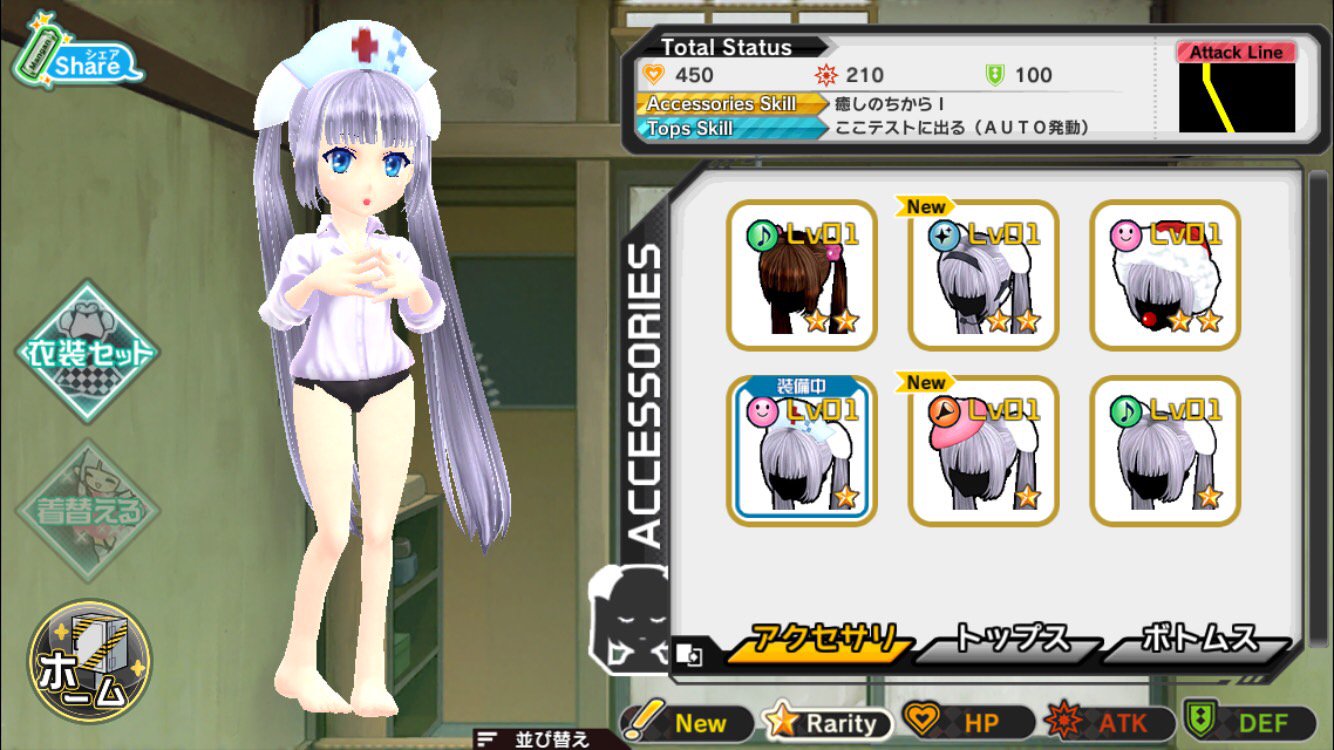 シェア
Share
Mangan
Total Status
450
210
100
Attack Line
Accessories Skill
癒しのちからⅠ
Tops Skill
ここテストに出る（AUTO発動）
ACCESSORIES
Lv01
New
Lv01
Lv01
装備中
Lv01
New
Lv01
Lv01
衣装セット
着替える
ホーム
アクセサリ
トップス
ボトムス
並び替え
New
Rarity
HP
ATK
DEF